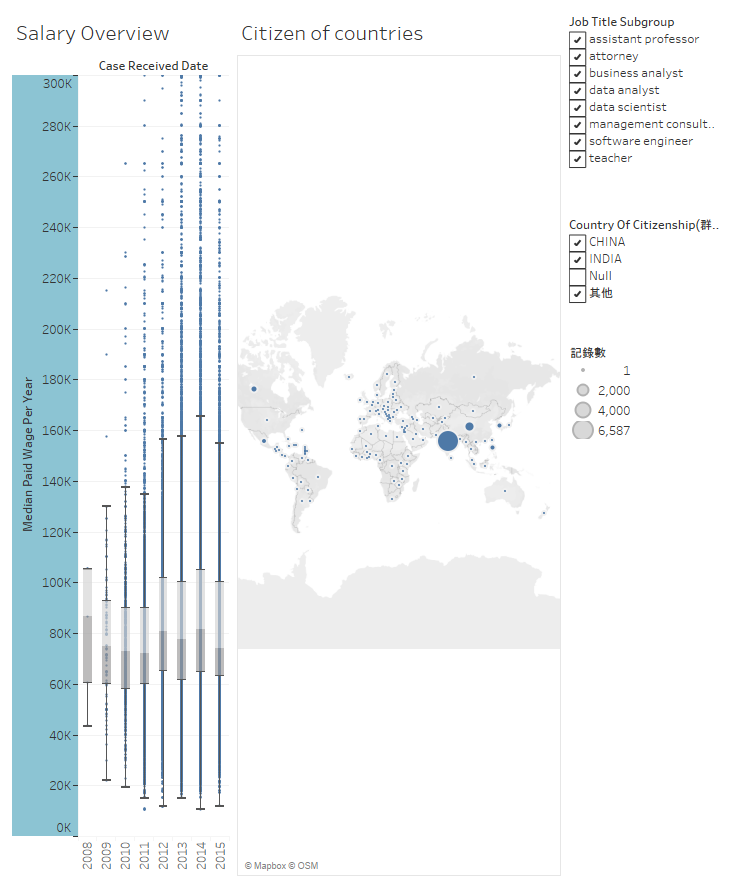 Salary Overview
Citizen of countries
Case Received Date
Median Paid Wage Per Year
300K
280K
260K
240K
220K
200K
180K
160K
140K
120K
100K
80K
60K
40K
20K
0K
2008
2009
2010
2011
2012
2013
2014
2015
© Mapbox © OSM
Job Title Subgroup
assistant professor
attorney
business analyst
data analyst
data scientist
management consult..
software engineer
teacher
Country Of Citizenship(群..
CHINA
INDIA
Null
其他
記錄數
1
2,000
4,000
6,587